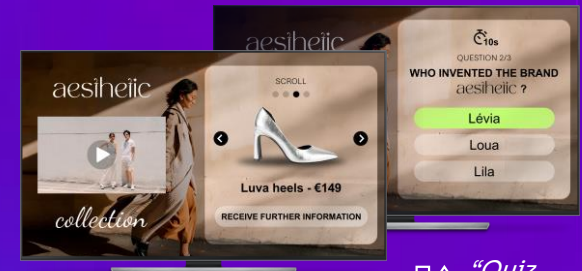 aesiheiic
collection
SCROLL
Luva heels - €149
RECEIVE FURTHER INFORMATION
aesiheiic
10s
QUESTION 2/3
WHO INVENTED THE BRAND
aesiheiic ?
Lévia
Loua
Lila
"Quiz